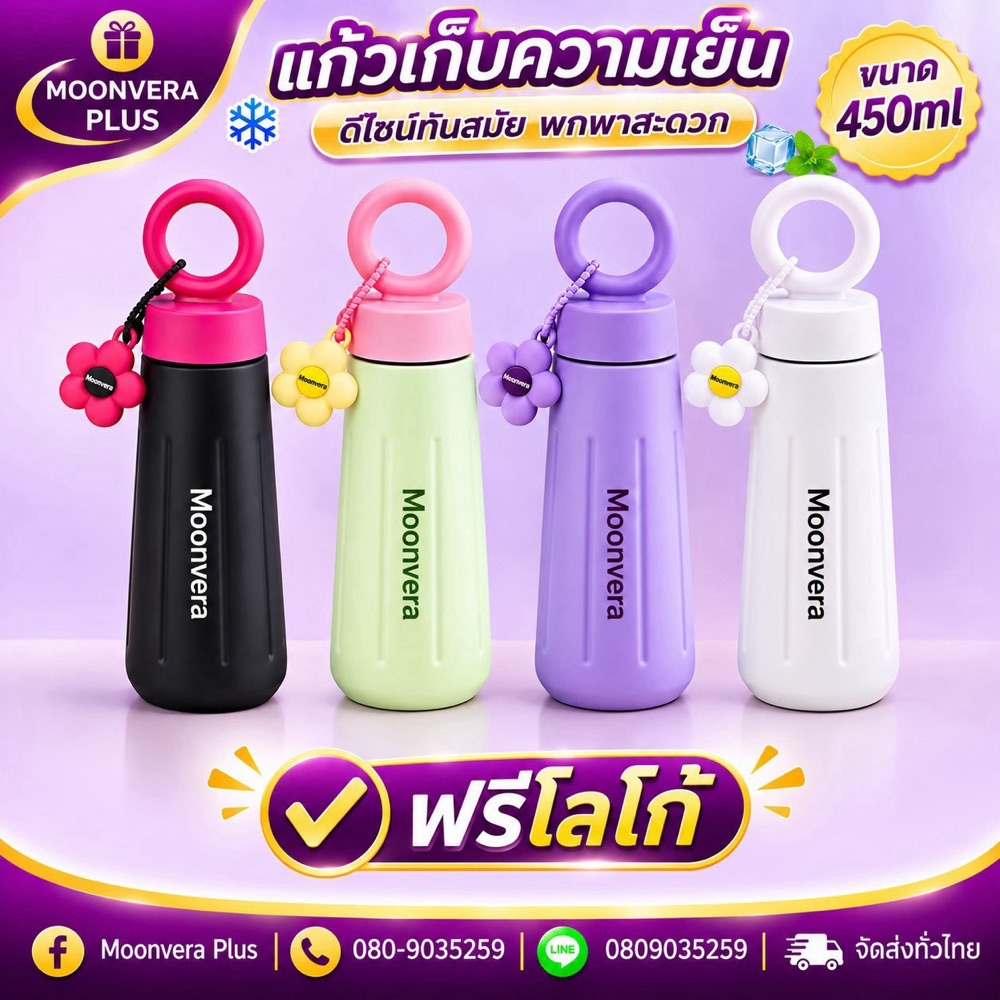 MOONVERA
PLUS
แก้วเก็บความเย็น
ดีไซน์ทันสมัย พกพาสะดวก
ขนาด
450ml
Moonvera
Moonvera
Moonvera
Moonvera
Moonvera
Moonvera
Moonvera
Moonvera
ฟรีโลโก้
Moonvera Plus
080-9035259
LINE
0809035259
จัดส่งทั่วไทย